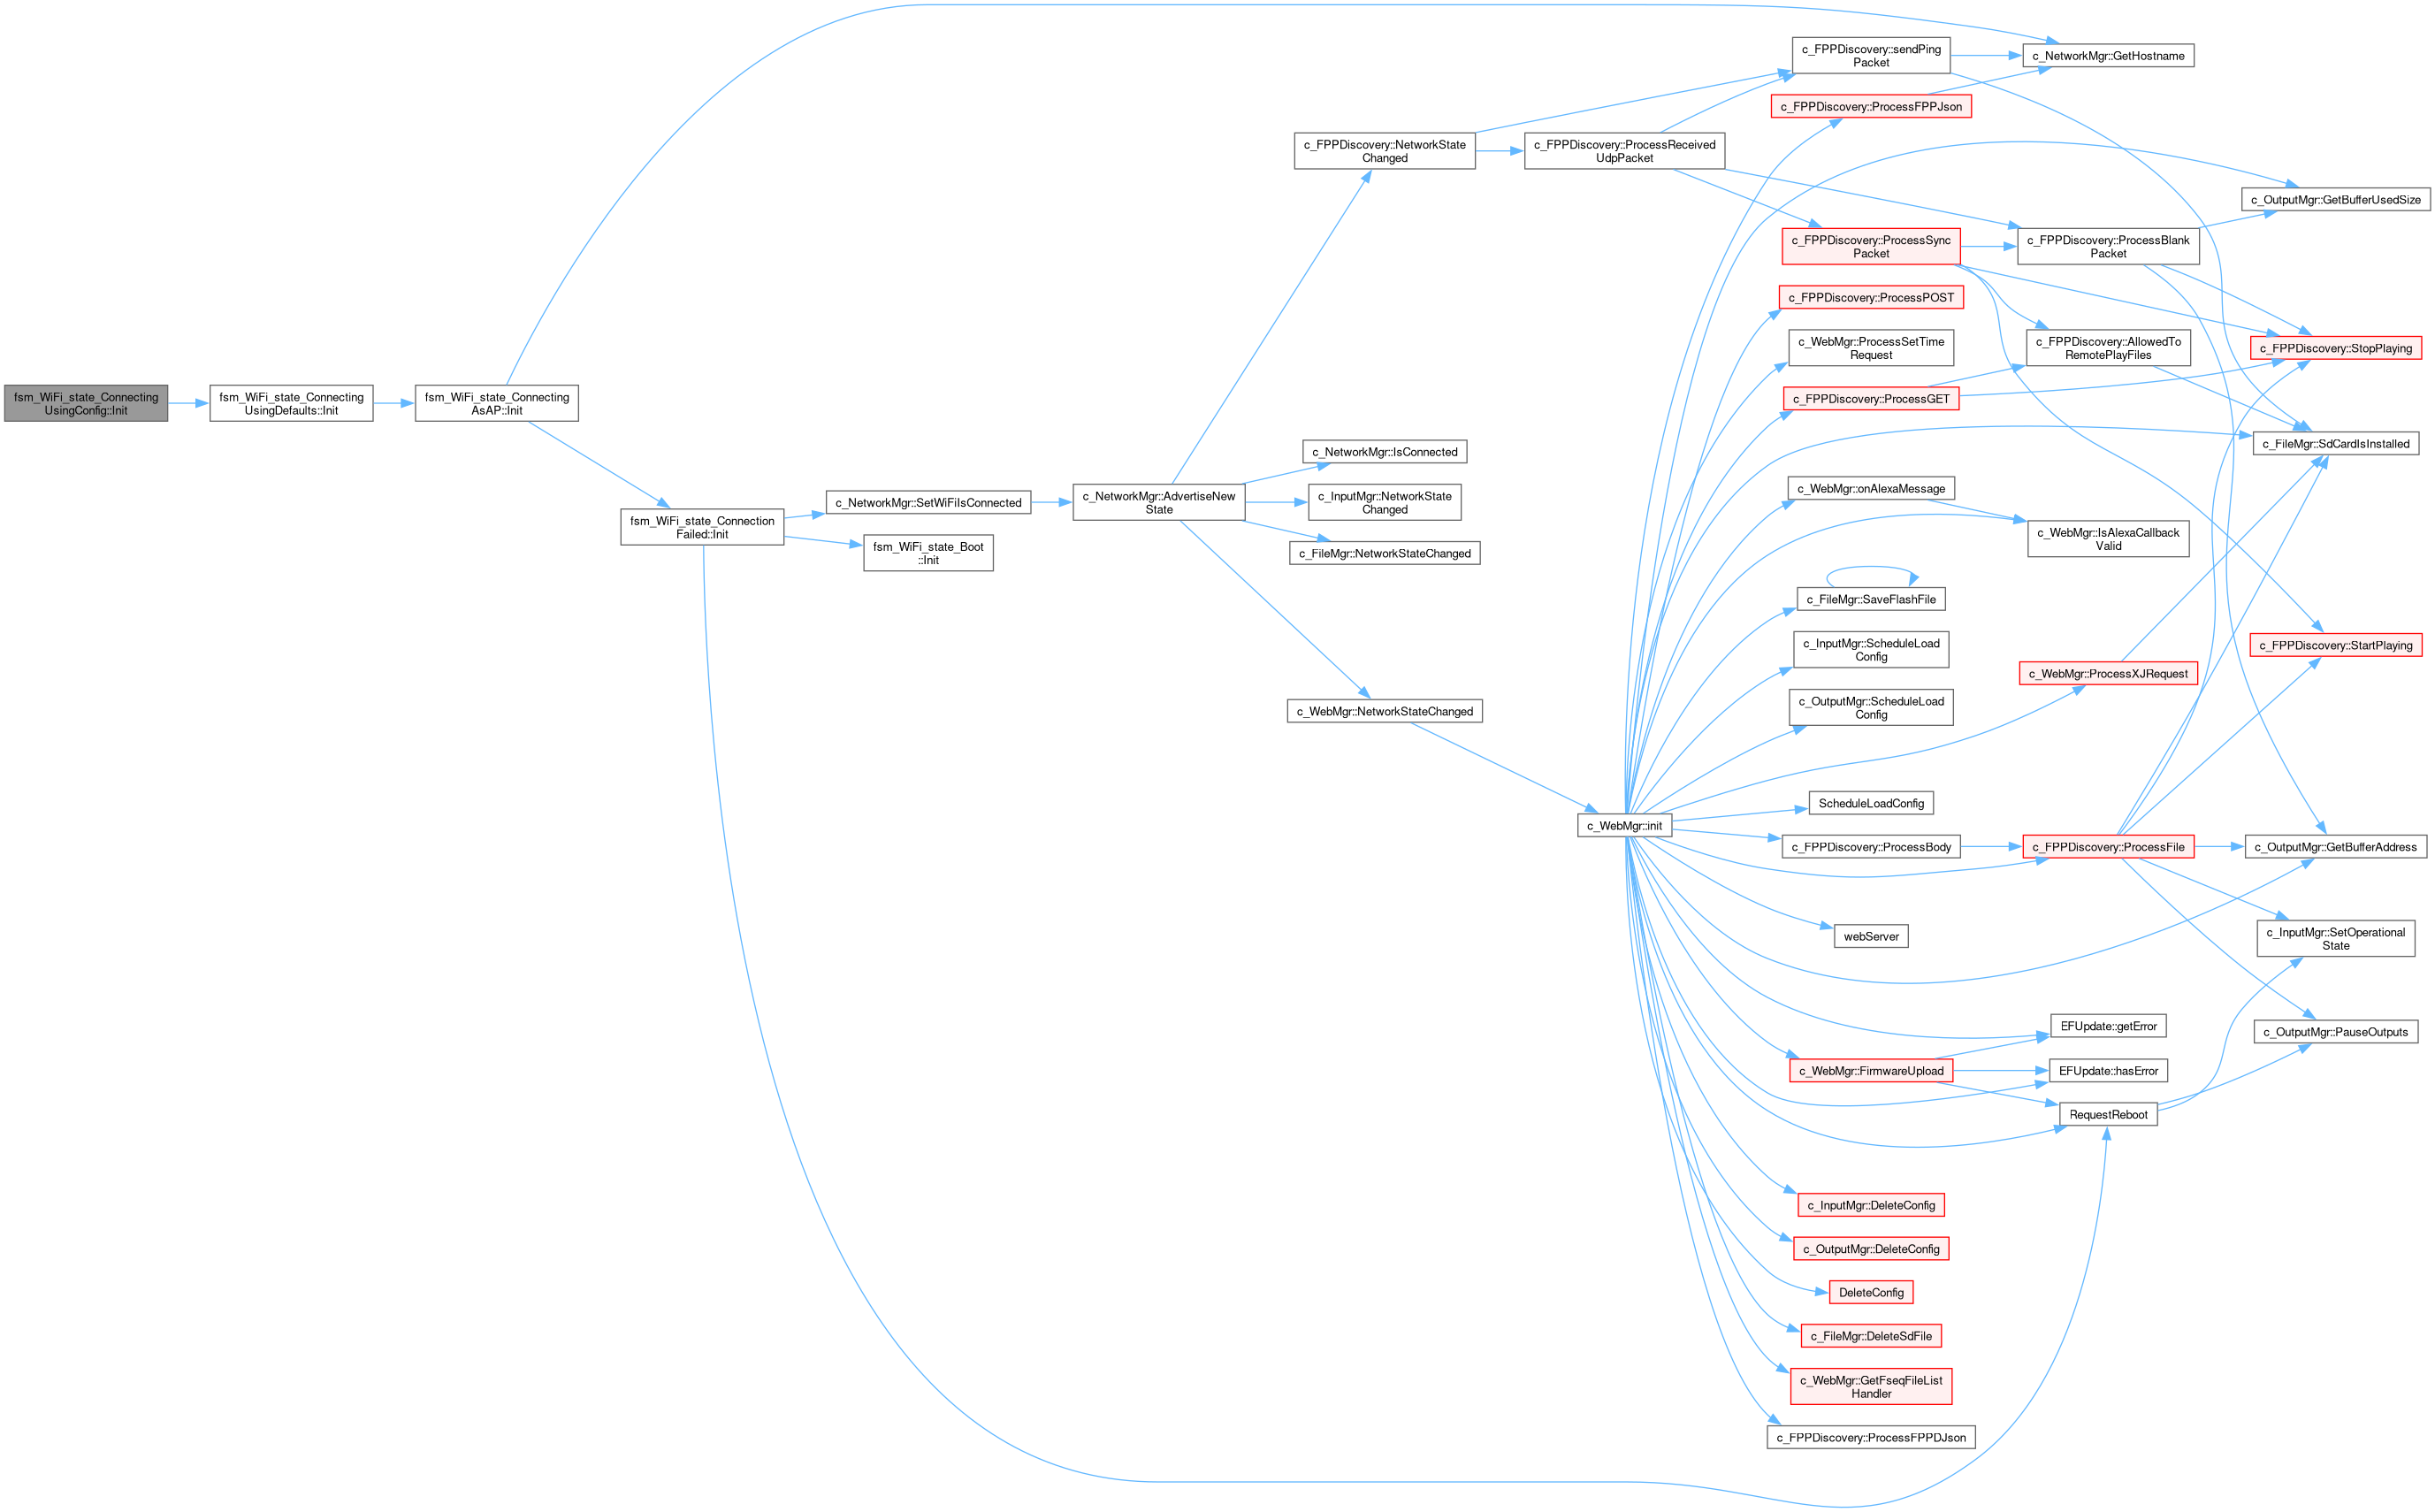 fsm_WiFi_state_Connecting
UsingConfig::Init
fsm_WiFi_state_Connecting
UsingDefaults::Init
fsm_WiFi_state_Connecting
AsAP::Init
fsm_WiFi_state_Connection
Failed::Init
c_NetworkMgr::SetWiFiIsConnected
fsm_WiFi_state_Boot
::Init
c_NetworkMgr::AdvertiseNew
State
c_FPPDiscovery::NetworkState
Changed
c_NetworkMgr::IsConnected
c_InputMgr::NetworkState
Changed
c_FileMgr::NetworkStateChanged
c_WebMgr::NetworkStateChanged
c_FPPDiscovery::ProcessReceived
UdpPacket
c_WebMgr::init
c_FPPDiscovery::sendPing
Packet
c_FPPDiscovery::ProcessFPPJson
c_FPPDiscovery::ProcessSync
Packet
c_FPPDiscovery::ProcessPOST
c_WebMgr::ProcessSetTime
Request
c_FPPDiscovery::ProcessGET
c_WebMgr::onAlexaMessage
c_FileMgr::SaveFlashFile
c_InputMgr::ScheduleLoad
Config
c_OutputMgr::ScheduleLoad
Config
ScheduleLoadConfig
c_FPPDiscovery::ProcessBody
webServer
c_WebMgr::FirmwareUpload
c_InputMgr::DeleteConfig
c_OutputMgr::DeleteConfig
DeleteConfig
c_FileMgr::DeleteSdFile
c_WebMgr::GetFseqFileList
Handler
c_FPPDiscovery::ProcessFPPDJson
c_NetworkMgr::GetHostname
c_FPPDiscovery::ProcessBlank
Packet
c_FPPDiscovery::AllowedTo
RemotePlayFiles
c_WebMgr::IsAlexaCallback
Valid
c_WebMgr::ProcessXJRequest
c_FPPDiscovery::ProcessFile
EFUpdate::getError
EFUpdate::hasError
RequestReboot
c_OutputMgr::GetBufferUsedSize
c_FPPDiscovery::StopPlaying
c_FileMgr::SdCardIsInstalled
c_FPPDiscovery::StartPlaying
c_OutputMgr::GetBufferAddress
c_InputMgr::SetOperational
State
c_OutputMgr::PauseOutputs